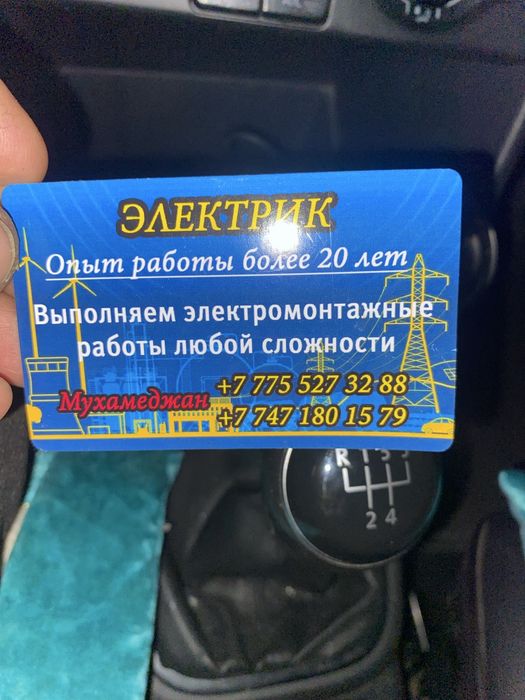 ЭЛЕКТРИК
Опыт работы более 20 лет
Выполняем электромонтажные
работы любой сложности
Мухамеджан
+7 775 527 32 88
+7 747 180 15 79
R 1 3 5
2 4